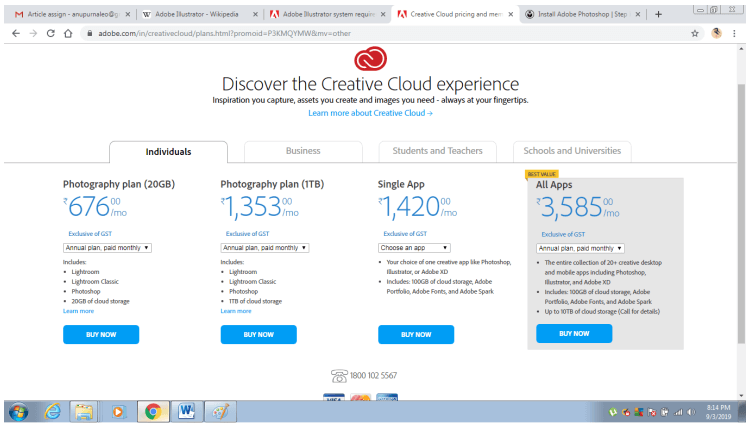 Article assign - anupurnaleo@g
Adobe Illustrator - Wikipedia
Adobe Illustrator system require
Creative Cloud pricing and mem
Install Adobe Photoshop | Step
adobe.com/in/creativecloud/plans.html?promoid=P3KMQYMW&mv=other
Discover the Creative Cloud experience
Inspiration you capture, assets you create and images you need - always at your fingertips.
Learn more about Creative Cloud →
Individuals
Business
Students and Teachers
Schools and Universities
Photography plan (20GB)
₹676.00/mo
Exclusive of GST
Annual plan, paid monthly
Includes:
• Lightroom
• Lightroom Classic
• Photoshop
• 20GB of cloud storage
Learn more
BUY NOW
Photography plan (1TB)
₹1,353.00/mo
Exclusive of GST
Annual plan, paid monthly
Includes:
• Lightroom
• Lightroom Classic
• Photoshop
• 1TB of cloud storage
Learn more
BUY NOW
Single App
₹1,420.00/mo
Exclusive of GST
Choose an app
• Your choice of one creative app like Photoshop,
Illustrator, or Adobe XD
• Includes: 100GB of cloud storage, Adobe
Portfolio, Adobe Fonts, and Adobe Spark
BUY NOW
BEST VALUE
All Apps
₹3,585.00/mo
Exclusive of GST
Annual plan, paid monthly
• The entire collection of 20+ creative desktop
and mobile apps including Photoshop,
Illustrator, and Adobe XD
• Includes: 100GB of cloud storage, Adobe
Portfolio, Adobe Fonts, and Adobe Spark
• Up to 10TB of cloud storage (Call for details)
BUY NOW
1800 102 5567
VISA
8:14 PM
9/3/2019